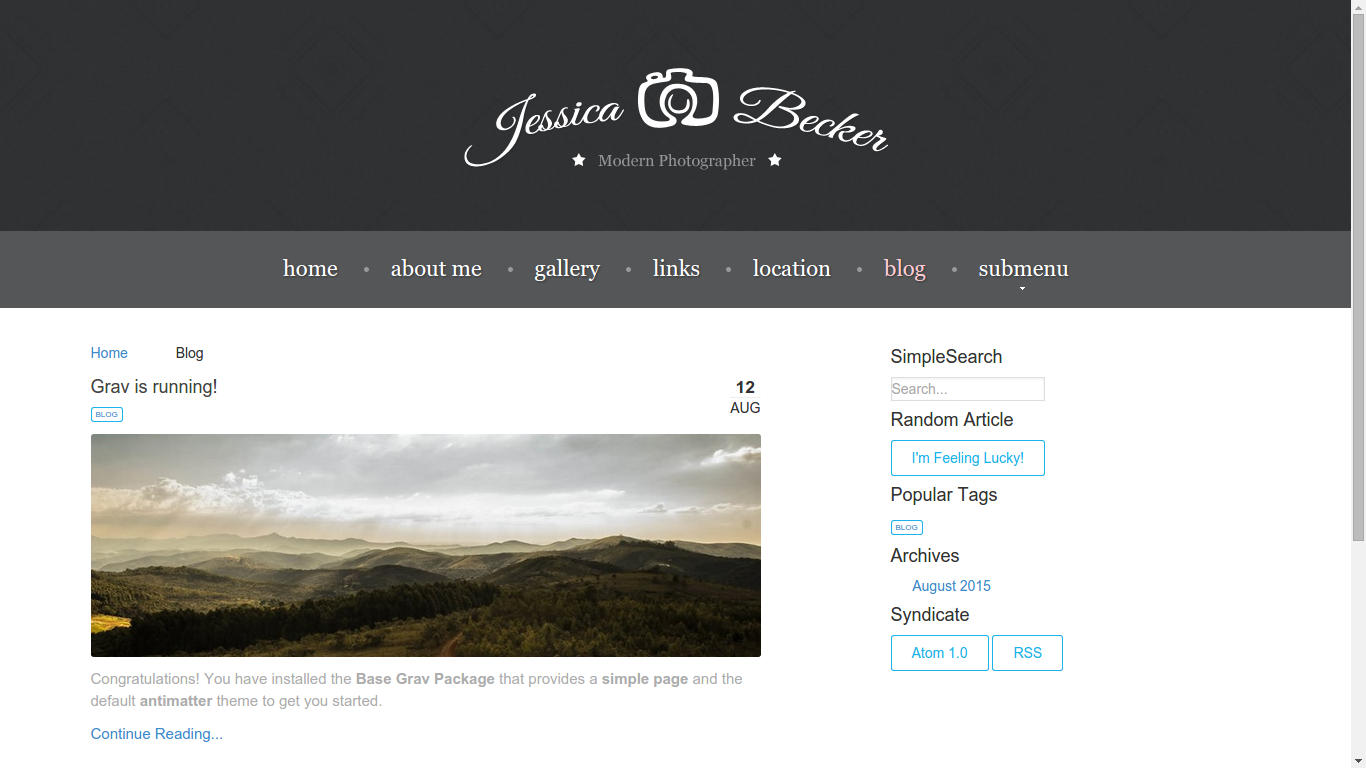 Jessica Becker
Modern Photographer
home about me gallery links location blog submenu
Home Blog
Grav is running!
12
AUG
BLOG
Congratulations! You have installed the Base Grav Package that provides a simple page and the
default antimatter theme to get you started.
Continue Reading...
SimpleSearch
Search...
Random Article
I'm Feeling Lucky!
Popular Tags
BLOG
Archives
August 2015
Syndicate
Atom 1.0 RSS